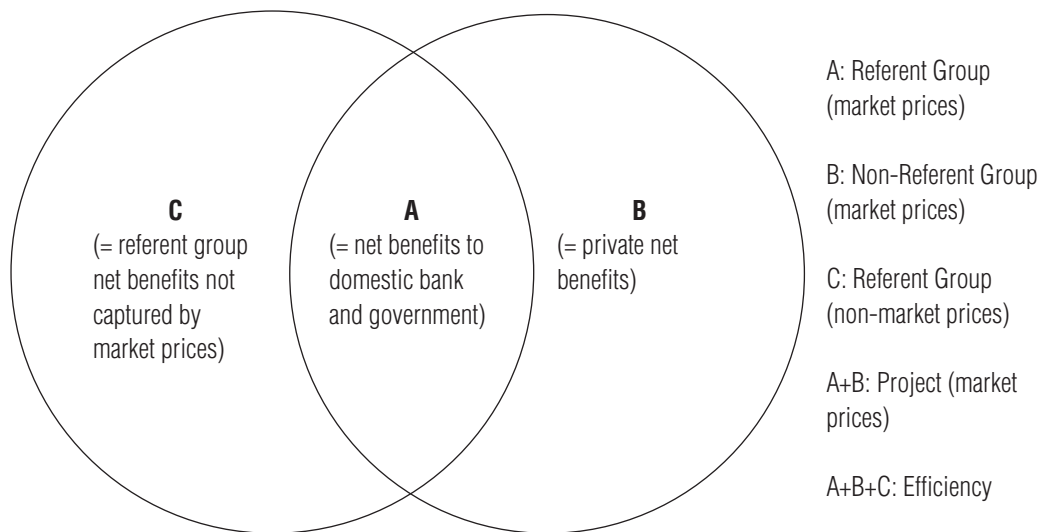 C
(= referent group
net benefits not
captured by
market prices)
A
(= net benefits to
domestic bank
and government)
B
(= private net
benefits)
A: Referent Group
(market prices)
B: Non-Referent Group
(market prices)
C: Referent Group
(non-market prices)
A+B: Project (market
prices)
A+B+C: Efficiency